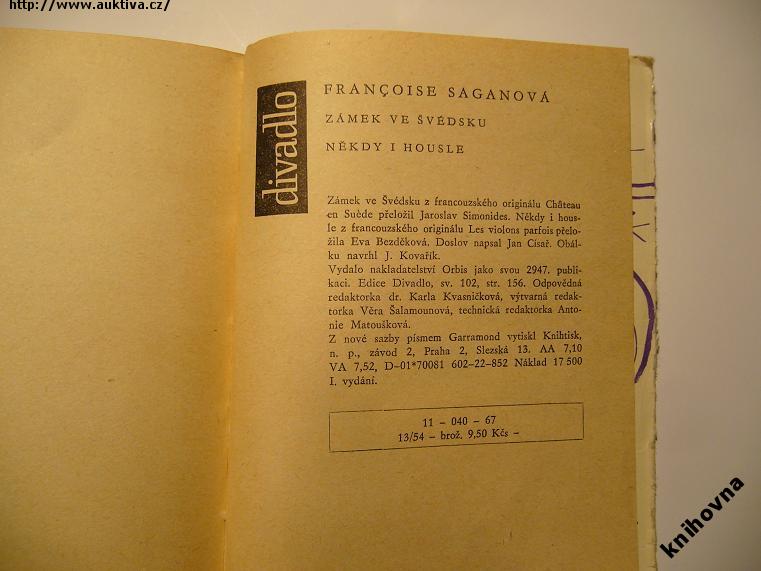 http://www.auktiva.cz/
divadlo
FRANÇOISE SAGANOVÁ
ZÁMEK VE ŠVÉDSKU
NĚKDY I HOUSLE
Zámek ve Švédsku z francouzského originálu Château
en Suède přeložil Jaroslav Simonides. Někdy i hous-
le z francouzského originálu Les violons parfois přelo-
žila Eva Bezděková. Doslov napsal Jan Císař. Obál-
ku navrhl J. Kovařík.
Vydalo nakladatelství Orbis jako svou 2947. publi-
kaci. Edice Divadlo, sv. 102, str. 156. Odpovědná
redaktorka dr. Karla Kvasničková, výtvarná redak-
torka Věra Šalamounová, technická redaktorka Anto-
nie Matoušková.
Z nové sazby písmem Garramond vytiskl Knihtisk,
n. p., závod 2, Praha 2, Slezská 13. AA 7,10
VA 7,52, D-01*70081 602-22-852 Náklad 17 500
I. vydání.
11 – 040 – 67
13/54 – brož. 9,50 Kčs –
knihovna